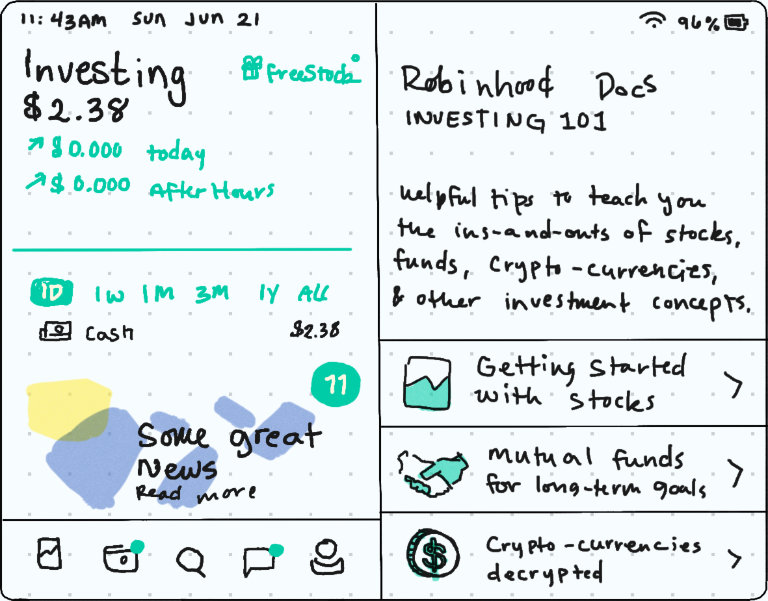 11:43AM Sun Jun 21
96%
Investing
FreeStock
$2.38
$0.000 today
$0.000 After Hours
1D 1W 1M 3M 1Y ALL
Cash $2.38
11
Some great
News
Read more
Robinhood Docs
INVESTING 101
helpful tips to teach you
the ins-and-outs of stocks,
funds, Crypto-currencies,
& other investment concepts.
Getting Started
with Stocks
Mutual funds
for long-term goals
$
Crypto-currencies
decrypted